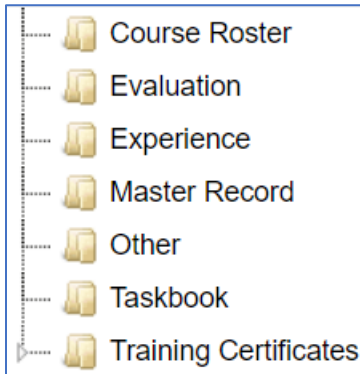 Course Roster
Evaluation
Experience
Master Record
Other
Taskbook
Training Certificates